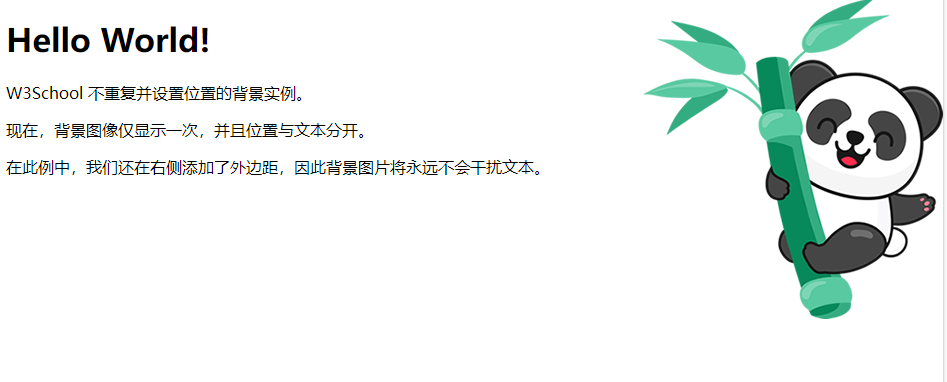 Hello World!
W3School 不重复并设置位置的背景实例。
现在，背景图像仅显示一次，并且位置与文本分开。
在此例中，我们还在右侧添加了外边距，因此背景图片将永远不会干扰文本。